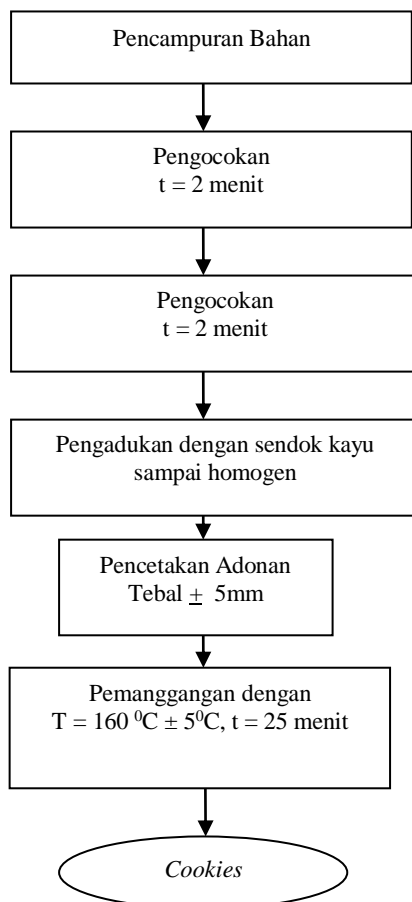 Pencampuran Bahan
Pengocokan
t = 2 menit
Pengocokan
t = 2 menit
Pengadukan dengan sendok kayu
sampai homogen
Pencetakan Adonan
Tebal ± 5mm
Pemanggangan dengan
T = 160 ⁰C ± 5⁰C, t = 25 menit
Cookies